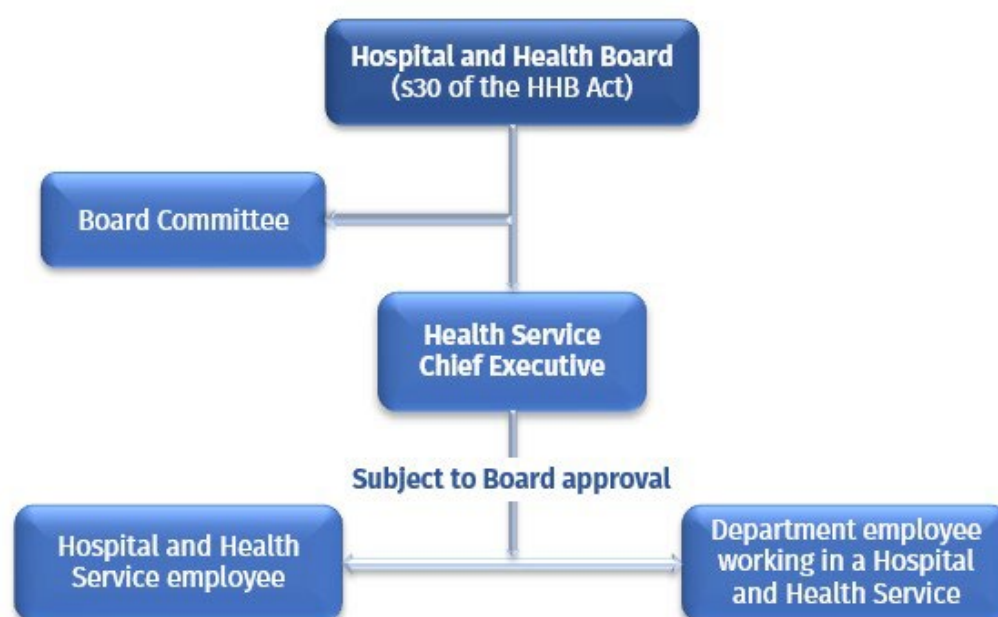 Hospital and Health Board
(s30 of the HHB Act)
Board Committee
Health Service
Chief Executive
Subject to Board approval
Hospital and Health
Service employee
Department employee
working in a Hospital
and Health Service